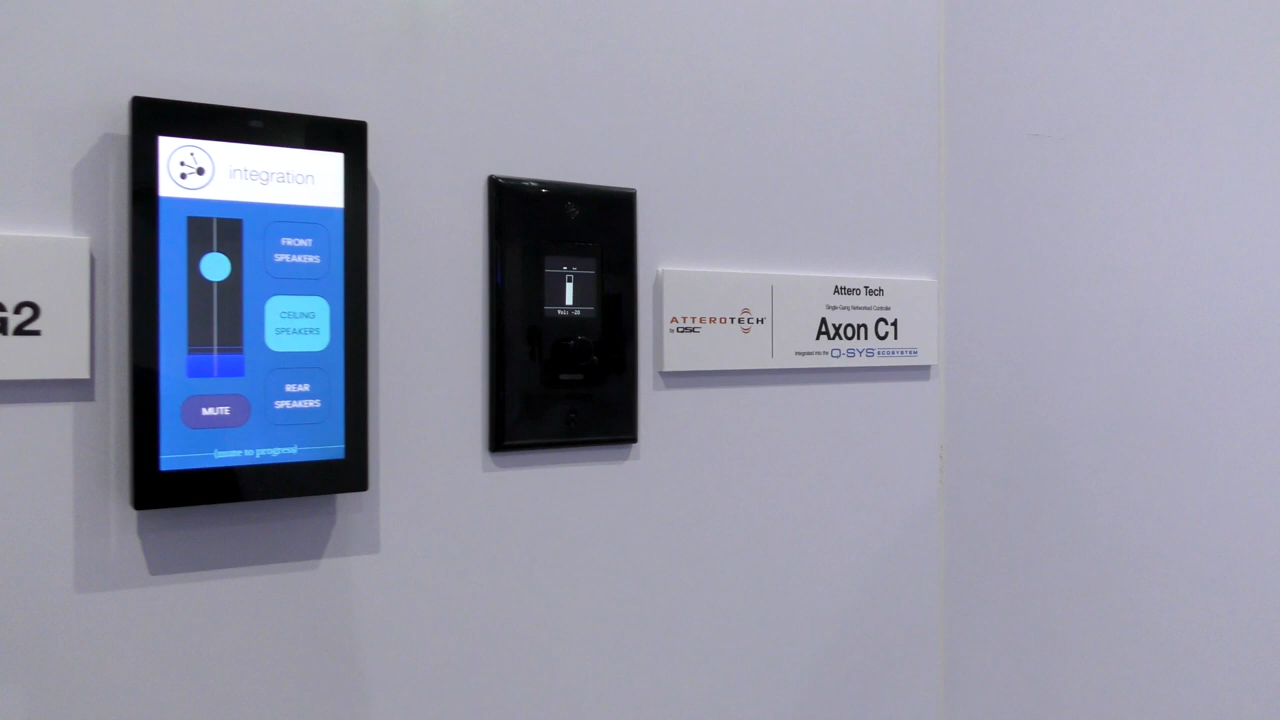 G2
integration
FRONT
SPEAKERS
CEILING
SPEAKERS
REAR
SPEAKERS
MUTE
(mute to progress)
Vol: -20
ATTEROTECH
by QSC
Attero Tech
Single-Gang Networked Controller
Axon C1
integrated into the Q-SYS ECOSYSTEM